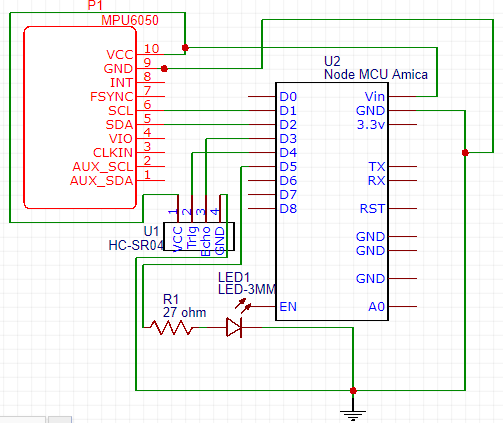 P1
MPU6050
VCC 10
GND 9
INT 8
FSYNC 7
SCL 6
SDA 5
VIO 4
CLKIN 3
AUX_SCL 2
AUX_SDA 1
U2
Node MCU Amica
D0 Vin
D1 GND
D2 3.3v
D3
D4
D5 TX
D6 RX
D7
D8 RST
GND
GND
GND
EN A0
1 2 3 4
VCC
Trig
Echo
GND
U1
HC-SR04
LED1
LED-3MM
R1
27 ohm